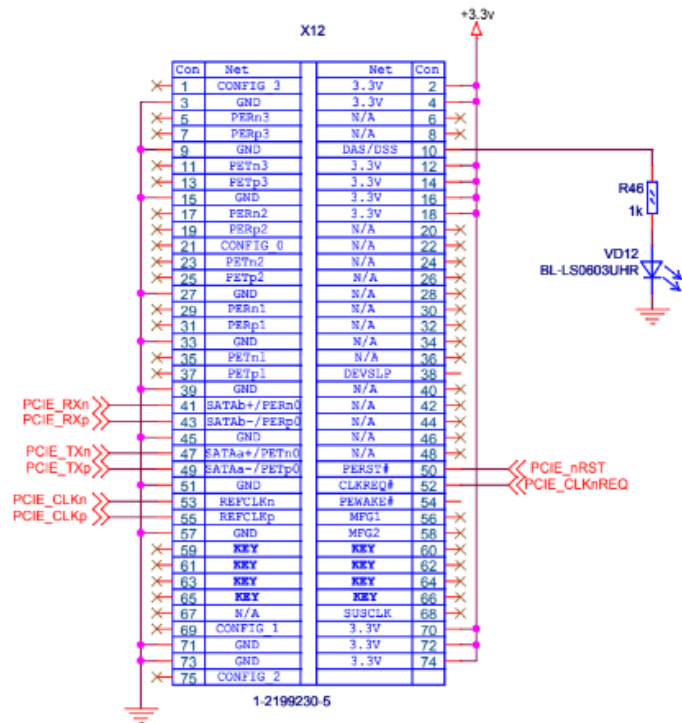 +3.3v
X12
Con Net Net Con
1 CONFIG_3 3.3V 2
3 GND 3.3V 4
5 PERn3 N/A 6
7 PERp3 N/A 8
9 GND DAS/DSS 10
11 PETn3 3.3V 12
13 PETp3 3.3V 14
15 GND 3.3V 16
17 PERn2 3.3V 18
19 PERp2 N/A 20
21 CONFIG_0 N/A 22
23 PETn2 N/A 24
25 PETp2 N/A 26
27 GND N/A 28
29 PERn1 N/A 30
31 PERp1 N/A 32
33 GND N/A 34
35 PETn1 N/A 36
37 PETp1 DEVSLP 38
39 GND N/A 40
PCIE_RXn 41 SATAb+/PERn0 N/A 42
PCIE_RXp 43 SATAb-/PERp0 N/A 44
45 GND N/A 46
PCIE_TXn 47 SATAa+/PETn0 N/A 48
PCIE_TXp 49 SATAa-/PETp0 PERST# 50 PCIE_nRST
51 GND CLKREQ# 52 PCIE_CLKnREQ
PCIE_CLKn 53 REFCLKn PEWAKE# 54
PCIE_CLKp 55 REFCLKp MFG1 56
57 GND MFG2 58
59 KEY KEY 60
61 KEY KEY 62
63 KEY KEY 64
65 KEY KEY 66
67 N/A SUSCLK 68
69 CONFIG_1 3.3V 70
71 GND 3.3V 72
73 GND 3.3V 74
75 CONFIG_2
1-2199230-5
R46
1k
VD12
BL-LS0603UHR